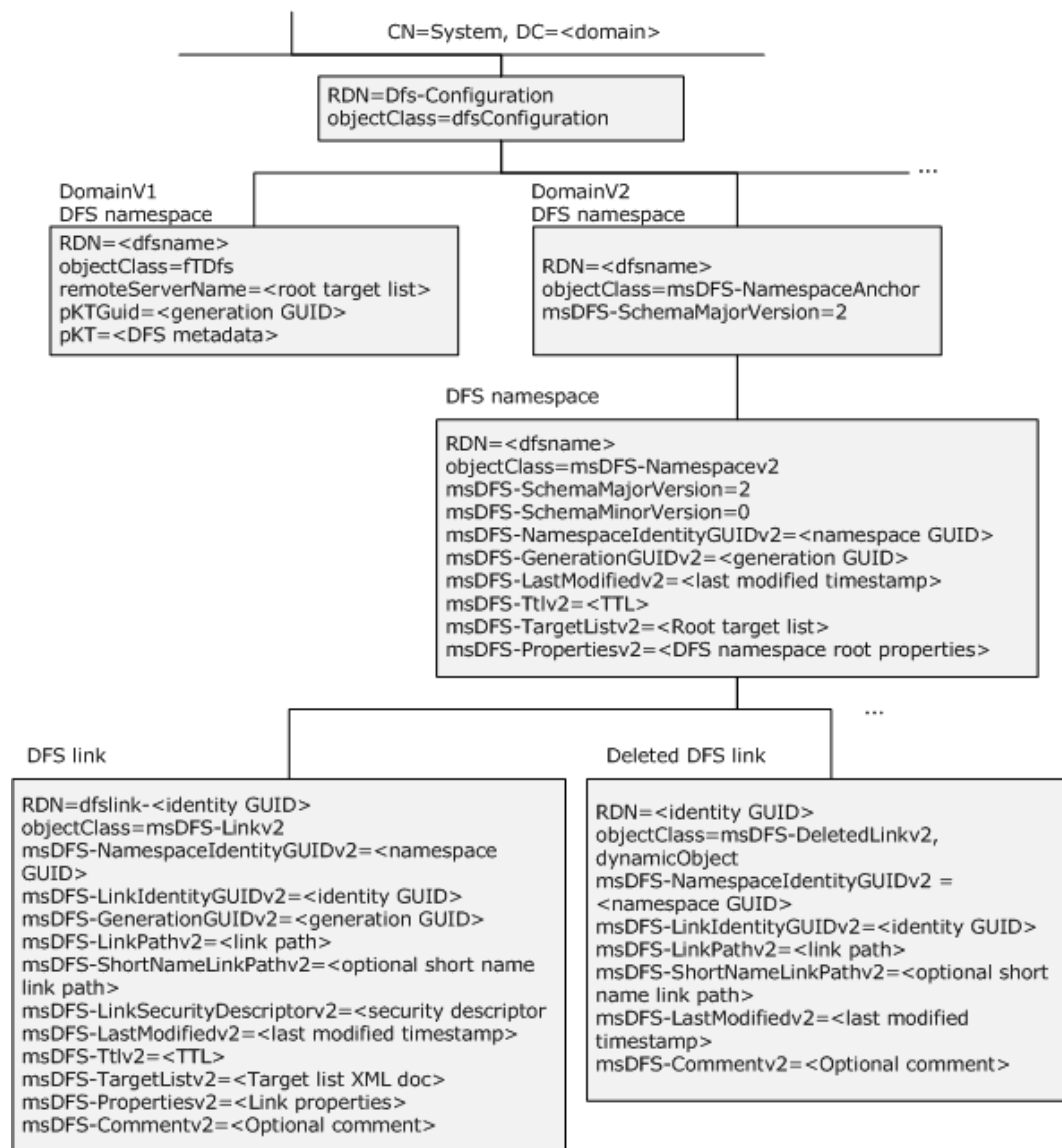 CN=System, DC=<domain>
RDN=Dfs-Configuration
objectClass=dfsConfiguration
...
DomainV1
DFS namespace
RDN=<dfsname>
objectClass=fTDfs
remoteServerName=<root target list>
pKTGuid=<generation GUID>
pKT=<DFS metadata>
DomainV2
DFS namespace
RDN=<dfsname>
objectClass=msDFS-NamespaceAnchor
msDFS-SchemaMajorVersion=2
DFS namespace
RDN=<dfsname>
objectClass=msDFS-Namespacev2
msDFS-SchemaMajorVersion=2
msDFS-SchemaMinorVersion=0
msDFS-NamespaceIdentityGUIDv2=<namespace GUID>
msDFS-GenerationGUIDv2=<generation GUID>
msDFS-LastModifiedv2=<last modified timestamp>
msDFS-Ttlv2=<TTL>
msDFS-TargetListv2=<Root target list>
msDFS-Propertiesv2=<DFS namespace root properties>
...
DFS link
RDN=dfslink-<identity GUID>
objectClass=msDFS-Linkv2
msDFS-NamespaceIdentityGUIDv2=<namespace
GUID>
msDFS-LinkIdentityGUIDv2=<identity GUID>
msDFS-GenerationGUIDv2=<generation GUID>
msDFS-LinkPathv2=<link path>
msDFS-ShortNameLinkPathv2=<optional short name
link path>
msDFS-LinkSecurityDescriptorv2=<security descriptor
msDFS-LastModifiedv2=<last modified timestamp>
msDFS-Ttlv2=<TTL>
msDFS-TargetListv2=<Target list XML doc>
msDFS-Propertiesv2=<Link properties>
msDFS-Commentv2=<Optional comment>
Deleted DFS link
RDN=<identity GUID>
objectClass=msDFS-DeletedLinkv2,
dynamicObject
msDFS-NamespaceIdentityGUIDv2 =
<namespace GUID>
msDFS-LinkIdentityGUIDv2=<identity GUID>
msDFS-LinkPathv2=<link path>
msDFS-ShortNameLinkPathv2=<optional short
name link path>
msDFS-LastModifiedv2=<last modified
timestamp>
msDFS-Commentv2=<Optional comment>